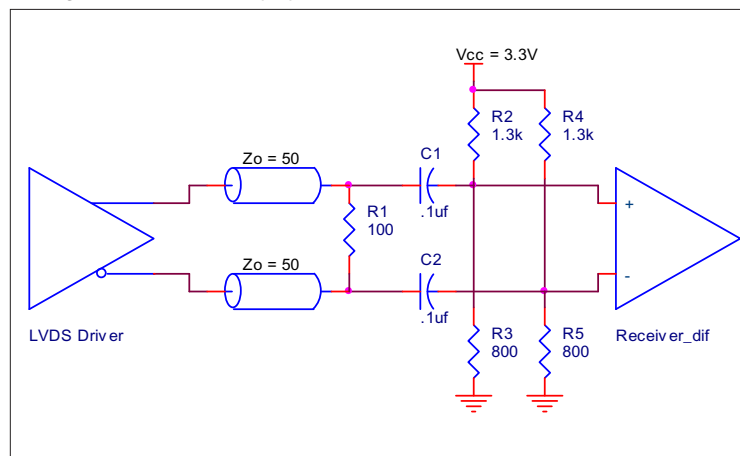 Vcc = 3.3V
R2
1.3k
R4
1.3k
Zo = 50
C1
.1uf
R1
100
+
Zo = 50
C2
.1uf
-
LVDS Driver
R3
800
R5
800
Receiver_dif